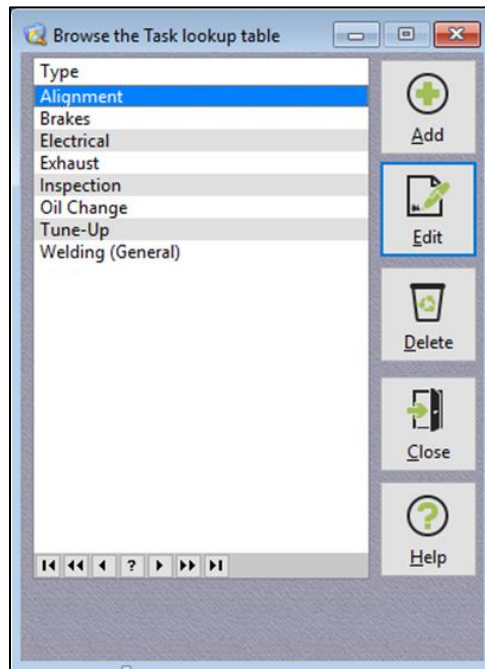 Browse the Task lookup table
Type
Alignment
Brakes
Electrical
Exhaust
Inspection
Oil Change
Tune-Up
Welding (General)
Add
Edit
Delete
Close
?
Help
?